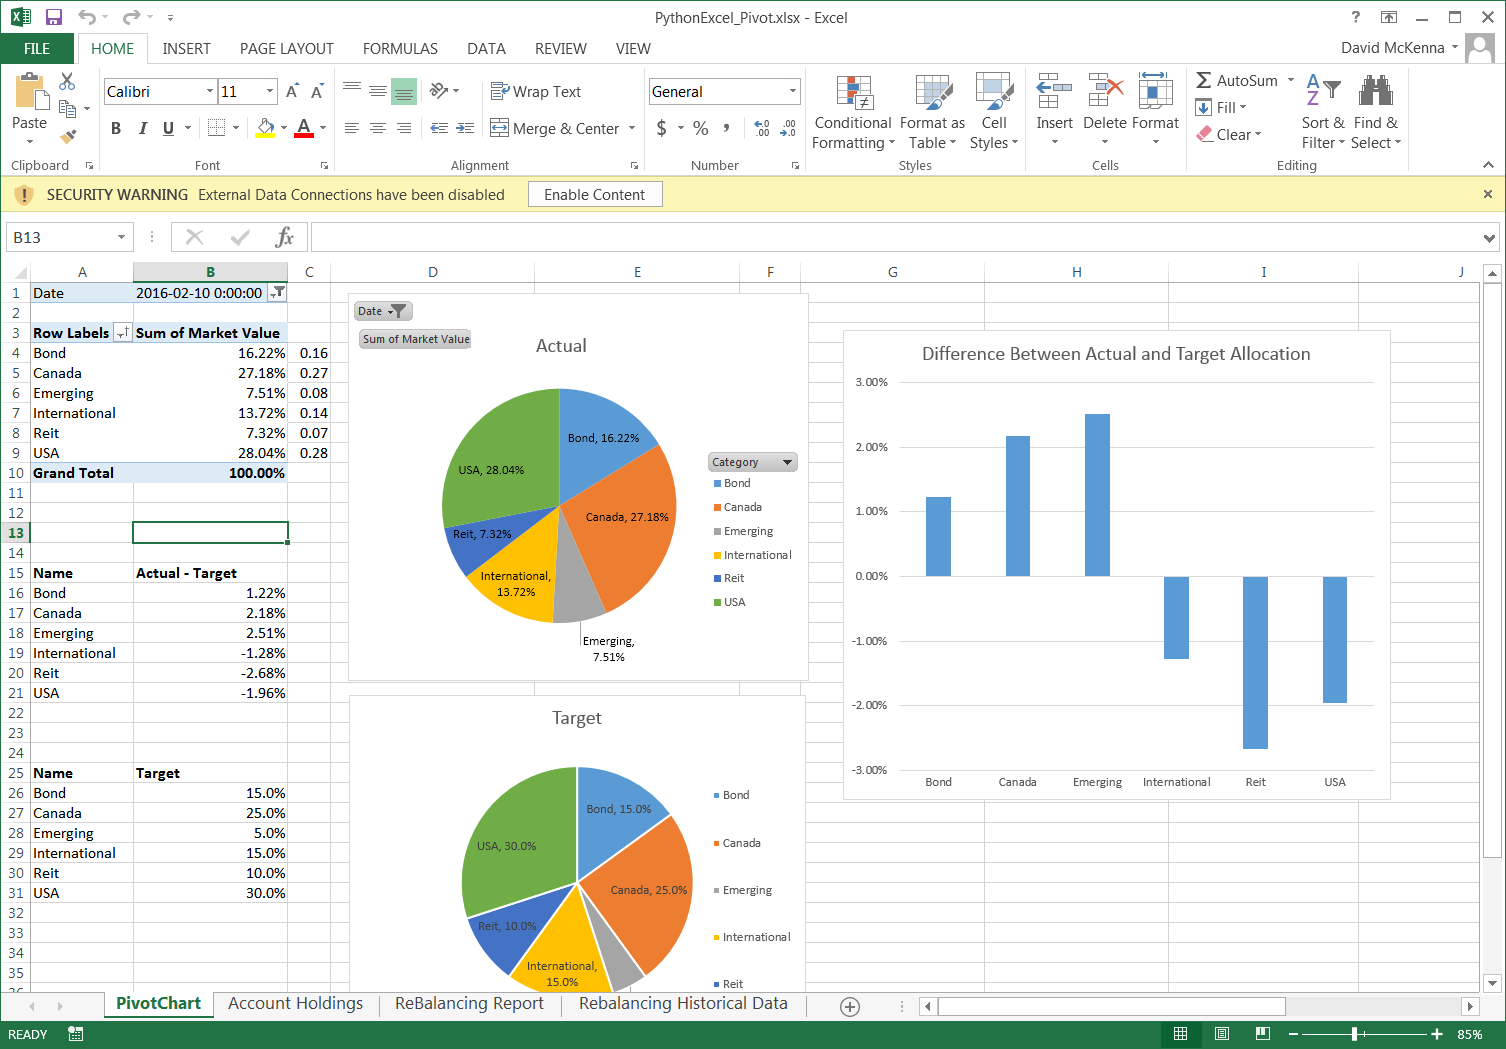 PythonExcel_Pivot.xlsx - Excel
FILE HOME INSERT PAGE LAYOUT FORMULAS DATA REVIEW VIEW David McKenna
Calibri 11 Wrap Text General AutoSum
Paste B I U Merge & Center $ % Conditional Formatting Format as Table Cell Styles Insert Delete Format Fill Clear Sort & Filter Find & Select
Clipboard Font Alignment Number Styles Cells Editing
SECURITY WARNING External Data Connections have been disabled Enable Content
B13 fx
A B C D E F G H I J
1 Date 2016-02-10 0:00:00
2
3 Row Labels Sum of Market Value
4 Bond 16.22% 0.16
5 Canada 27.18% 0.27
6 Emerging 7.51% 0.08
7 International 13.72% 0.14
8 Reit 7.32% 0.07
9 USA 28.04% 0.28
10 Grand Total 100.00%
11
12
13
14
15 Name Actual - Target
16 Bond 1.22%
17 Canada 2.18%
18 Emerging 2.51%
19 International -1.28%
20 Reit -2.68%
21 USA -1.96%
22
23
24
25 Name Target
26 Bond 15.0%
27 Canada 25.0%
28 Emerging 5.0%
29 International 15.0%
30 Reit 10.0%
31 USA 30.0%
32
33
34
35
36
Date
Sum of Market Value
Actual
Bond, 16.22%
USA, 28.04%
Canada, 27.18%
Reit, 7.32%
International,
13.72%
Emerging,
7.51%
Category
Bond
Canada
Emerging
International
Reit
USA
Target
Bond, 15.0%
USA, 30.0%
Canada, 25.0%
Reit, 10.0%
International,
15.0%
Bond
Canada
Emerging
International
Reit
Difference Between Actual and Target Allocation
3.00%
2.00%
1.00%
0.00%
-1.00%
-2.00%
-3.00%
Bond Canada Emerging International Reit USA
PivotChart Account Holdings ReBalancing Report Rebalancing Historical Data
READY 85%